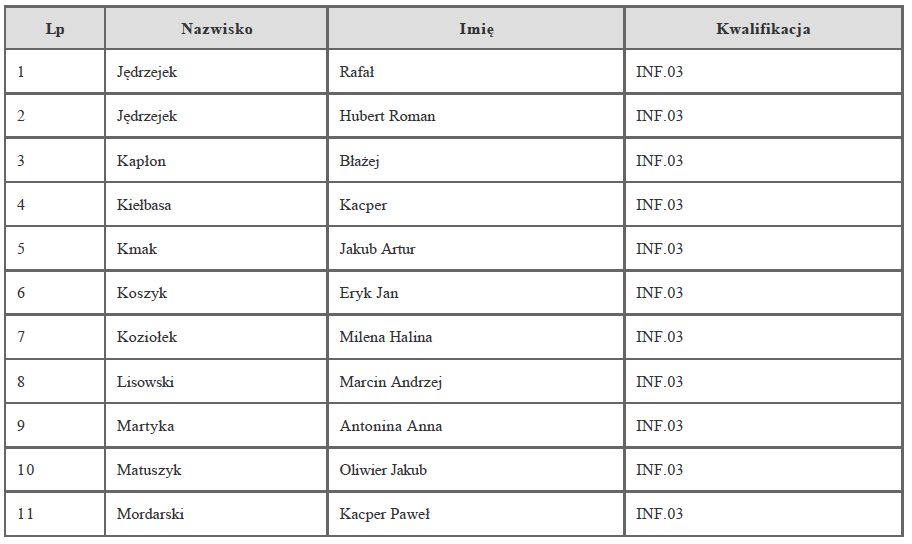 Lp Nazwisko Imię Kwalifikacja
1 Jędrzejek Rafał INF.03
2 Jędrzejek Hubert Roman INF.03
3 Kapłon Błażej INF.03
4 Kiełbasa Kacper INF.03
5 Kmak Jakub Artur INF.03
6 Koszyk Eryk Jan INF.03
7 Koziołek Milena Halina INF.03
8 Lisowski Marcin Andrzej INF.03
9 Martyka Antonina Anna INF.03
10 Matuszyk Oliwier Jakub INF.03
11 Mordarski Kacper Paweł INF.03